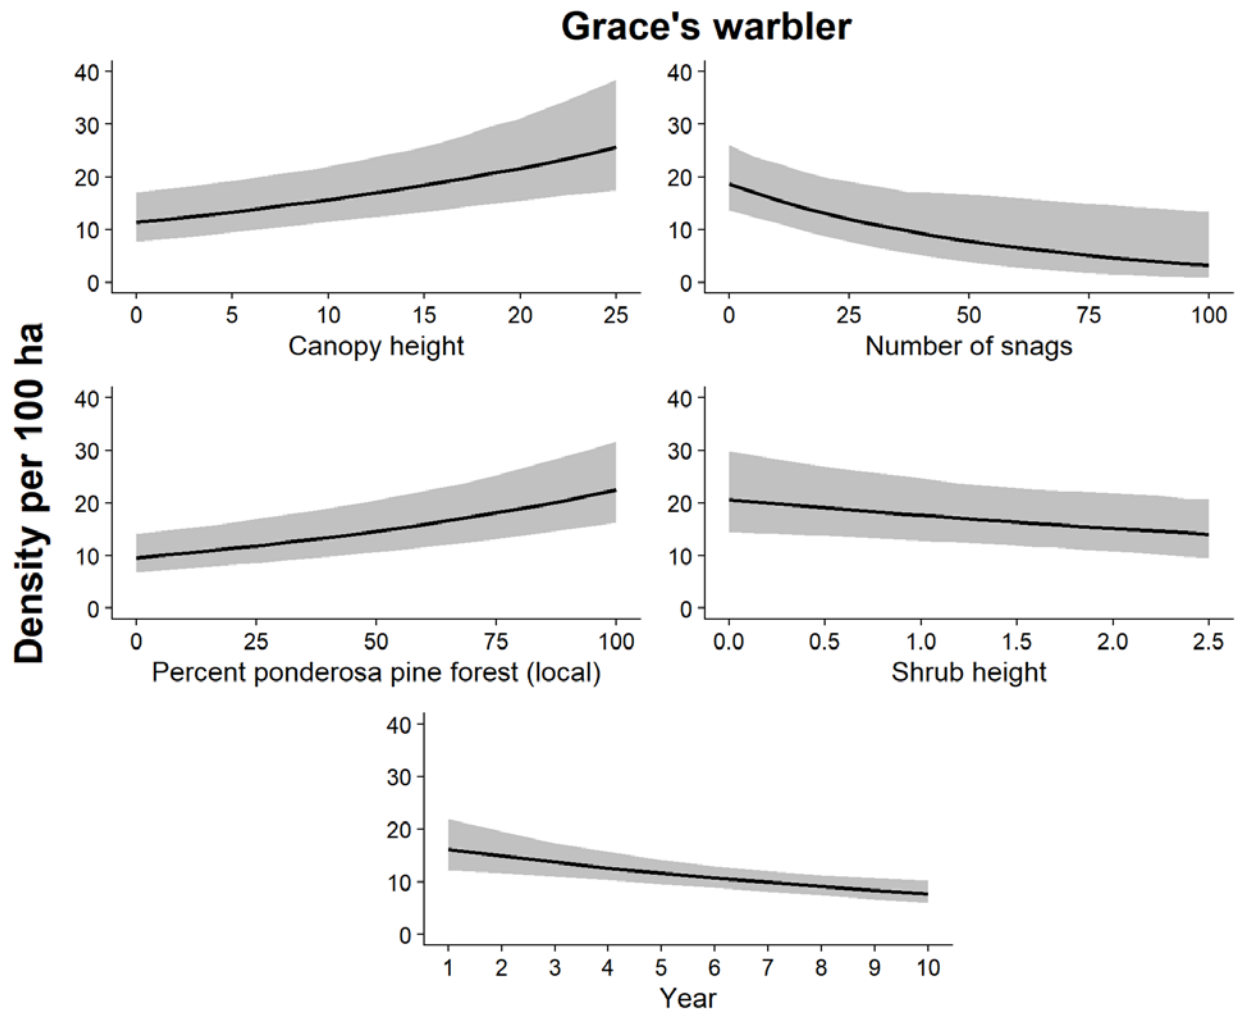 Grace's warbler
Density per 100 ha
40
30
20
10
0
0 5 10 15 20 25
Canopy height
40
30
20
10
0
0 25 50 75 100
Number of snags
40
30
20
10
0
0 25 50 75 100
Percent ponderosa pine forest (local)
40
30
20
10
0
0.0 0.5 1.0 1.5 2.0 2.5
Shrub height
40
30
20
10
0
1 2 3 4 5 6 7 8 9 10
Year